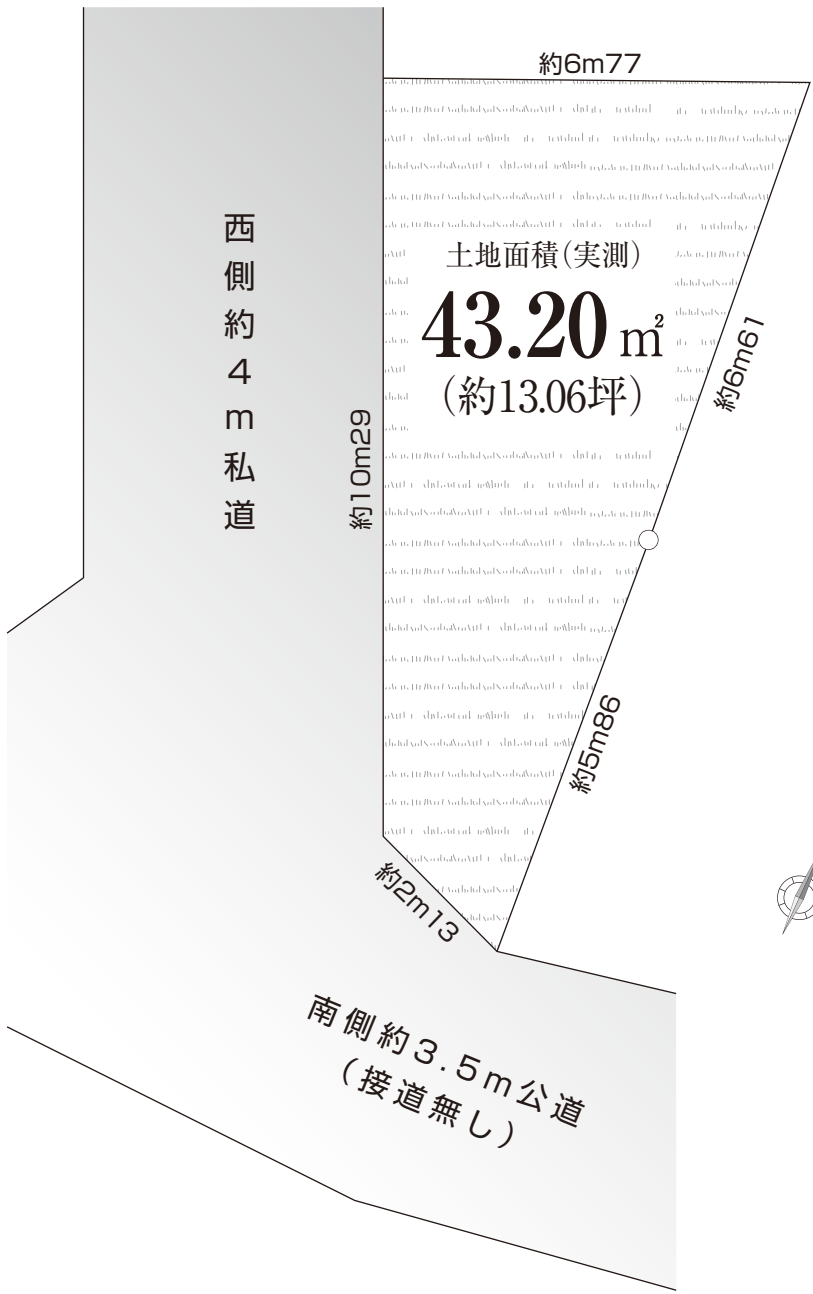 約6m77
土地面積(実測)
43.20㎡
(約13.06坪)
西側約4m私道
約10m29
約6m61
約5m86
約2m13
南側約3.5m公道
(接道無し)